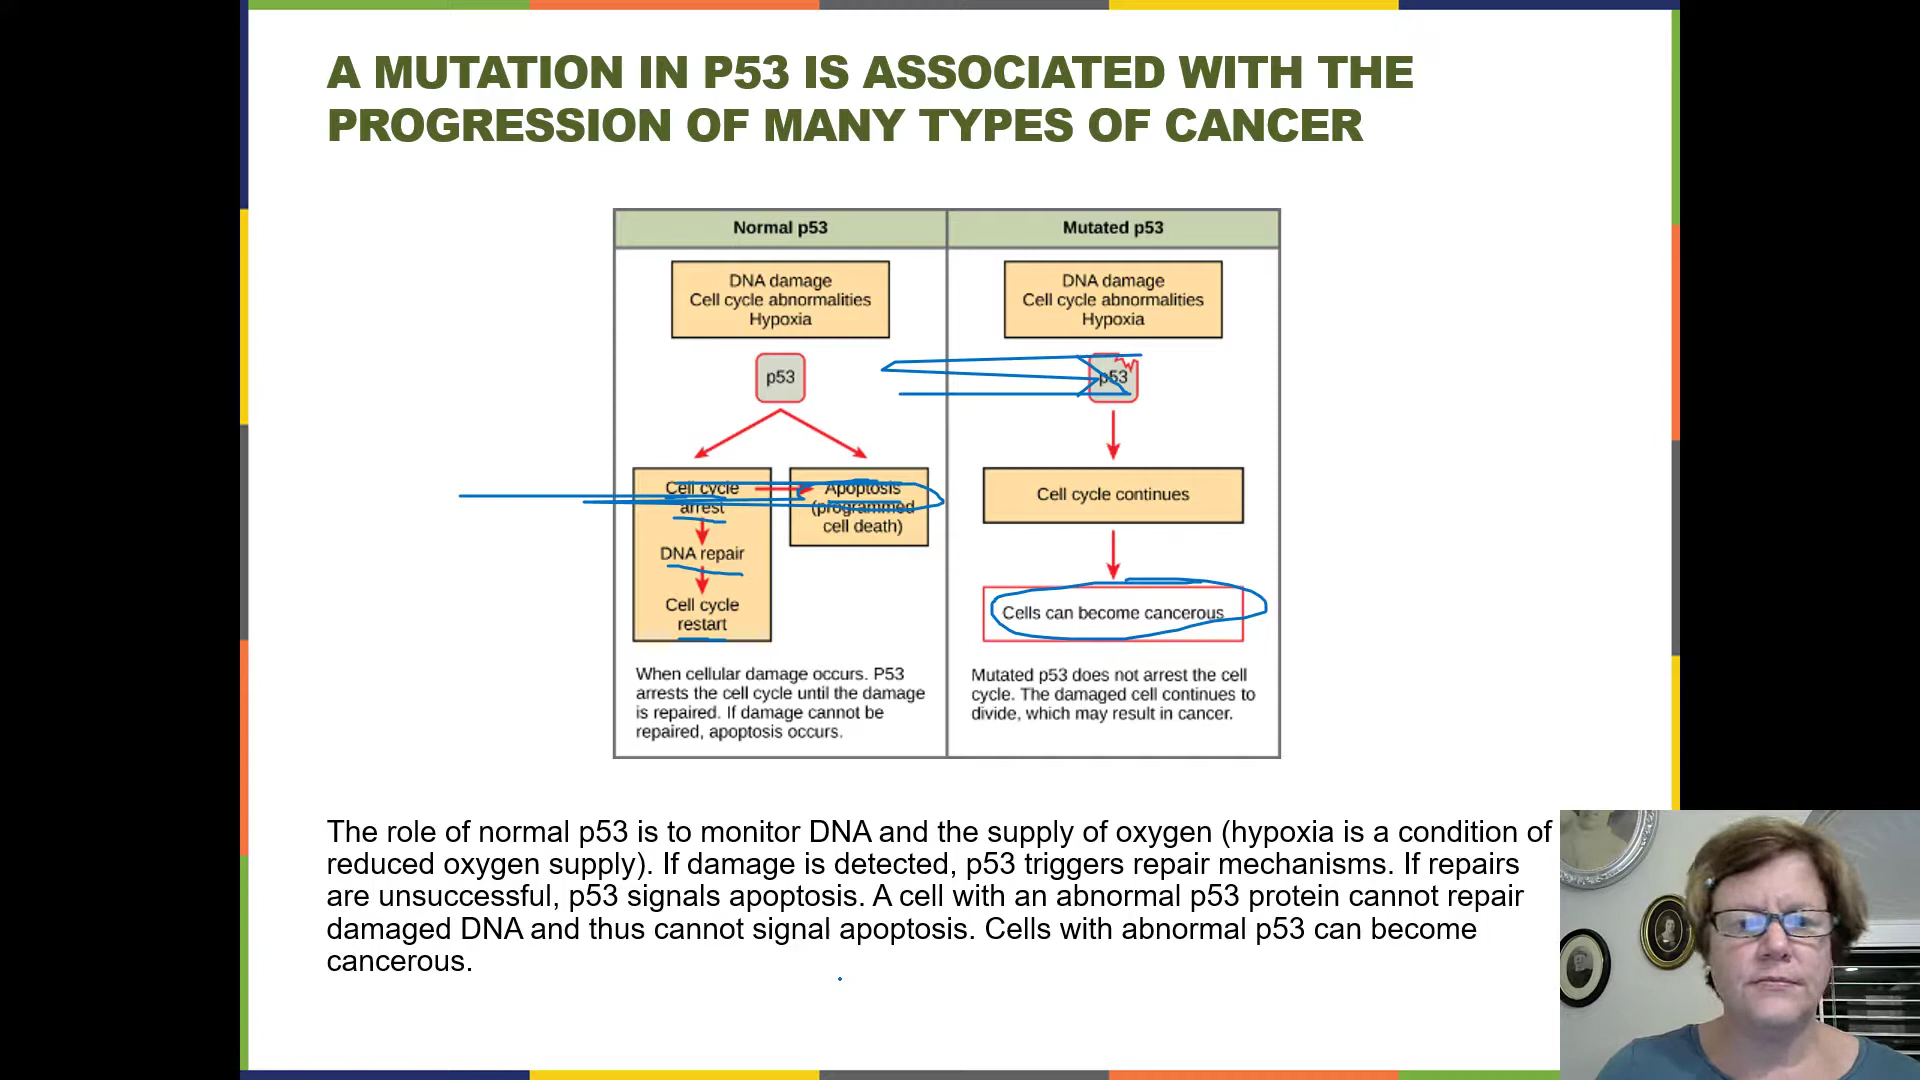 A MUTATION IN P53 IS ASSOCIATED WITH THE
PROGRESSION OF MANY TYPES OF CANCER
Normal p53
DNA damage
Cell cycle abnormalities
Hypoxia
p53
Cell cycle
arrest
DNA repair
Cell cycle
restart
Apoptosis
(programmed
cell death)
When cellular damage occurs. P53
arrests the cell cycle until the damage
is repaired. If damage cannot be
repaired, apoptosis occurs.
Mutated p53
DNA damage
Cell cycle abnormalities
Hypoxia
p53
Cell cycle continues
Cells can become cancerous
Mutated p53 does not arrest the cell
cycle. The damaged cell continues to
divide, which may result in cancer.
The role of normal p53 is to monitor DNA and the supply of oxygen (hypoxia is a condition of
reduced oxygen supply). If damage is detected, p53 triggers repair mechanisms. If repairs
are unsuccessful, p53 signals apoptosis. A cell with an abnormal p53 protein cannot repair
damaged DNA and thus cannot signal apoptosis. Cells with abnormal p53 can become
cancerous.